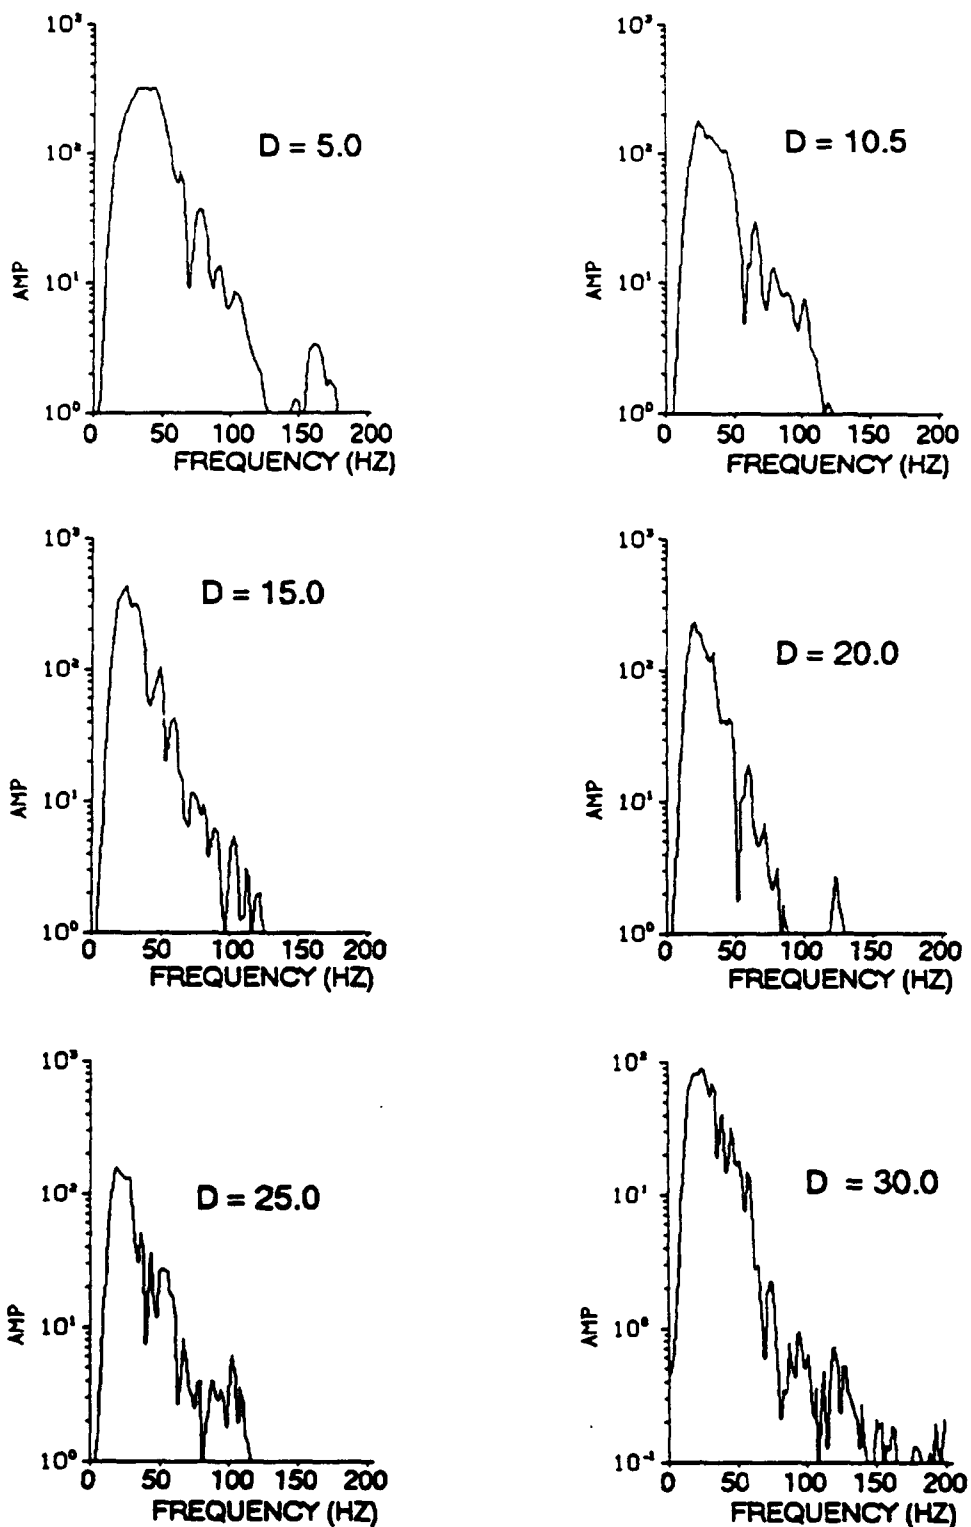 10³ 10³
D = 5.0 D = 10.5
10² 10²
AMP AMP
10¹ 10¹
10⁰ 10⁰
0 50 100 150 200 0 50 100 150 200
FREQUENCY (HZ) FREQUENCY (HZ)
10³ 10³
D = 15.0 D = 20.0
10² 10²
AMP AMP
10¹ 10¹
10⁰ 10⁰
0 50 100 150 200 0 50 100 150 200
FREQUENCY (HZ) FREQUENCY (HZ)
10³ 10²
D = 25.0 D = 30.0
10² 10¹
AMP AMP
10¹ 10⁰
10⁰ 10⁻¹
0 50 100 150 200 0 50 100 150 200
FREQUENCY (HZ) FREQUENCY (HZ)